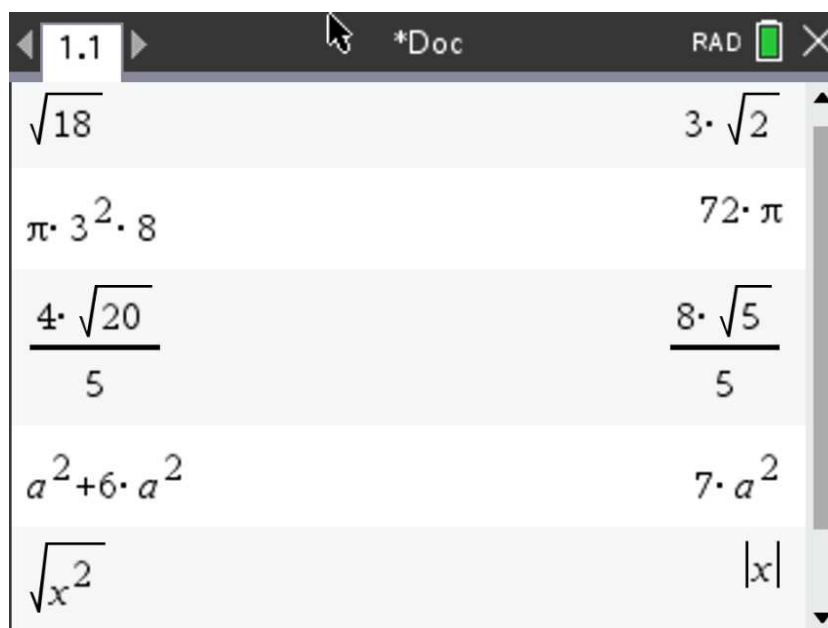 1.1 *Doc RAD
√18 3·√2
π·3²·8 72·π
4·√20/5 8·√5/5
a²+6·a² 7·a²
√x² |x|